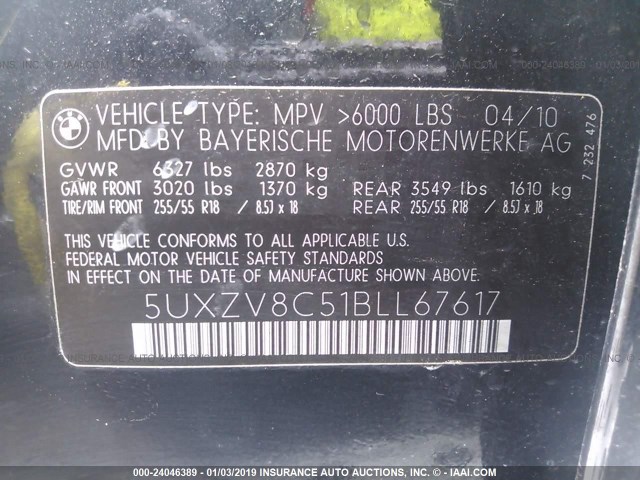 BMW
VEHICLE TYPE: MPV >6000 LBS 04/10
MFD.BY BAYERISCHE MOTORENWERKE AG
GVWR 6327 lbs 2870 kg
GAWR FRONT 3020 lbs 1370 kg REAR 3549 lbs 1610 kg
TIRE/RIM FRONT 255/55 R18 / 8.5J x 18 REAR 255/55 R18 / 8.5J x 18
7 232 476
THIS VEHICLE CONFORMS TO ALL APPLICABLE U.S.
FEDERAL MOTOR VEHICLE SAFETY STANDARDS
IN EFFECT ON THE DATE OF MANUFACTURE SHOWN ABOVE.
5UXZV8C51BLL67617
000-24046389 - 01/03/2019 INSURANCE AUTO AUCTIONS, INC. - IAAI.COM